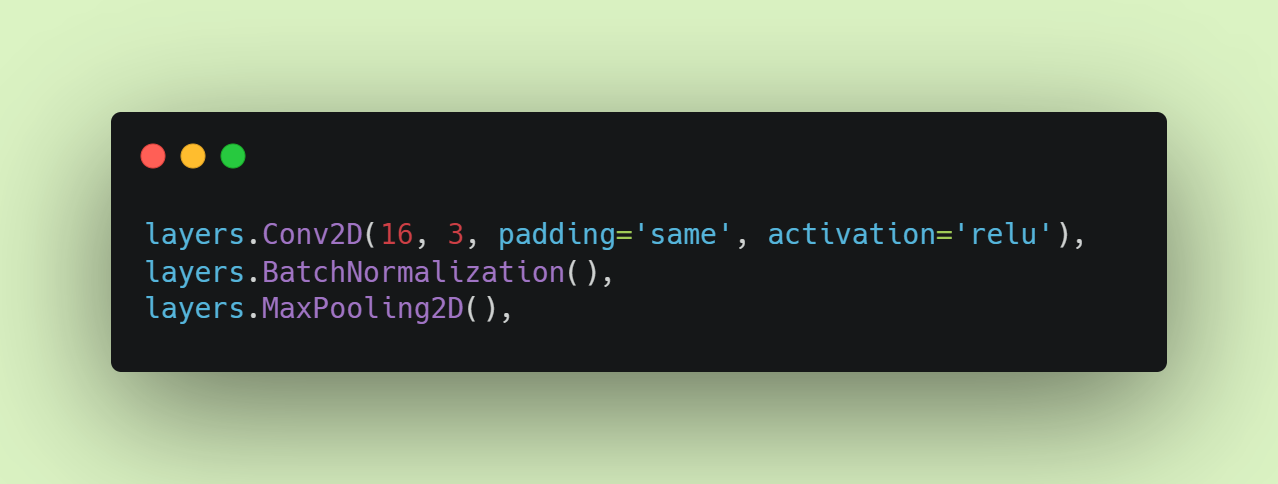 layers.Conv2D(16, 3, padding='same', activation='relu'),
layers.BatchNormalization(),
layers.MaxPooling2D(),